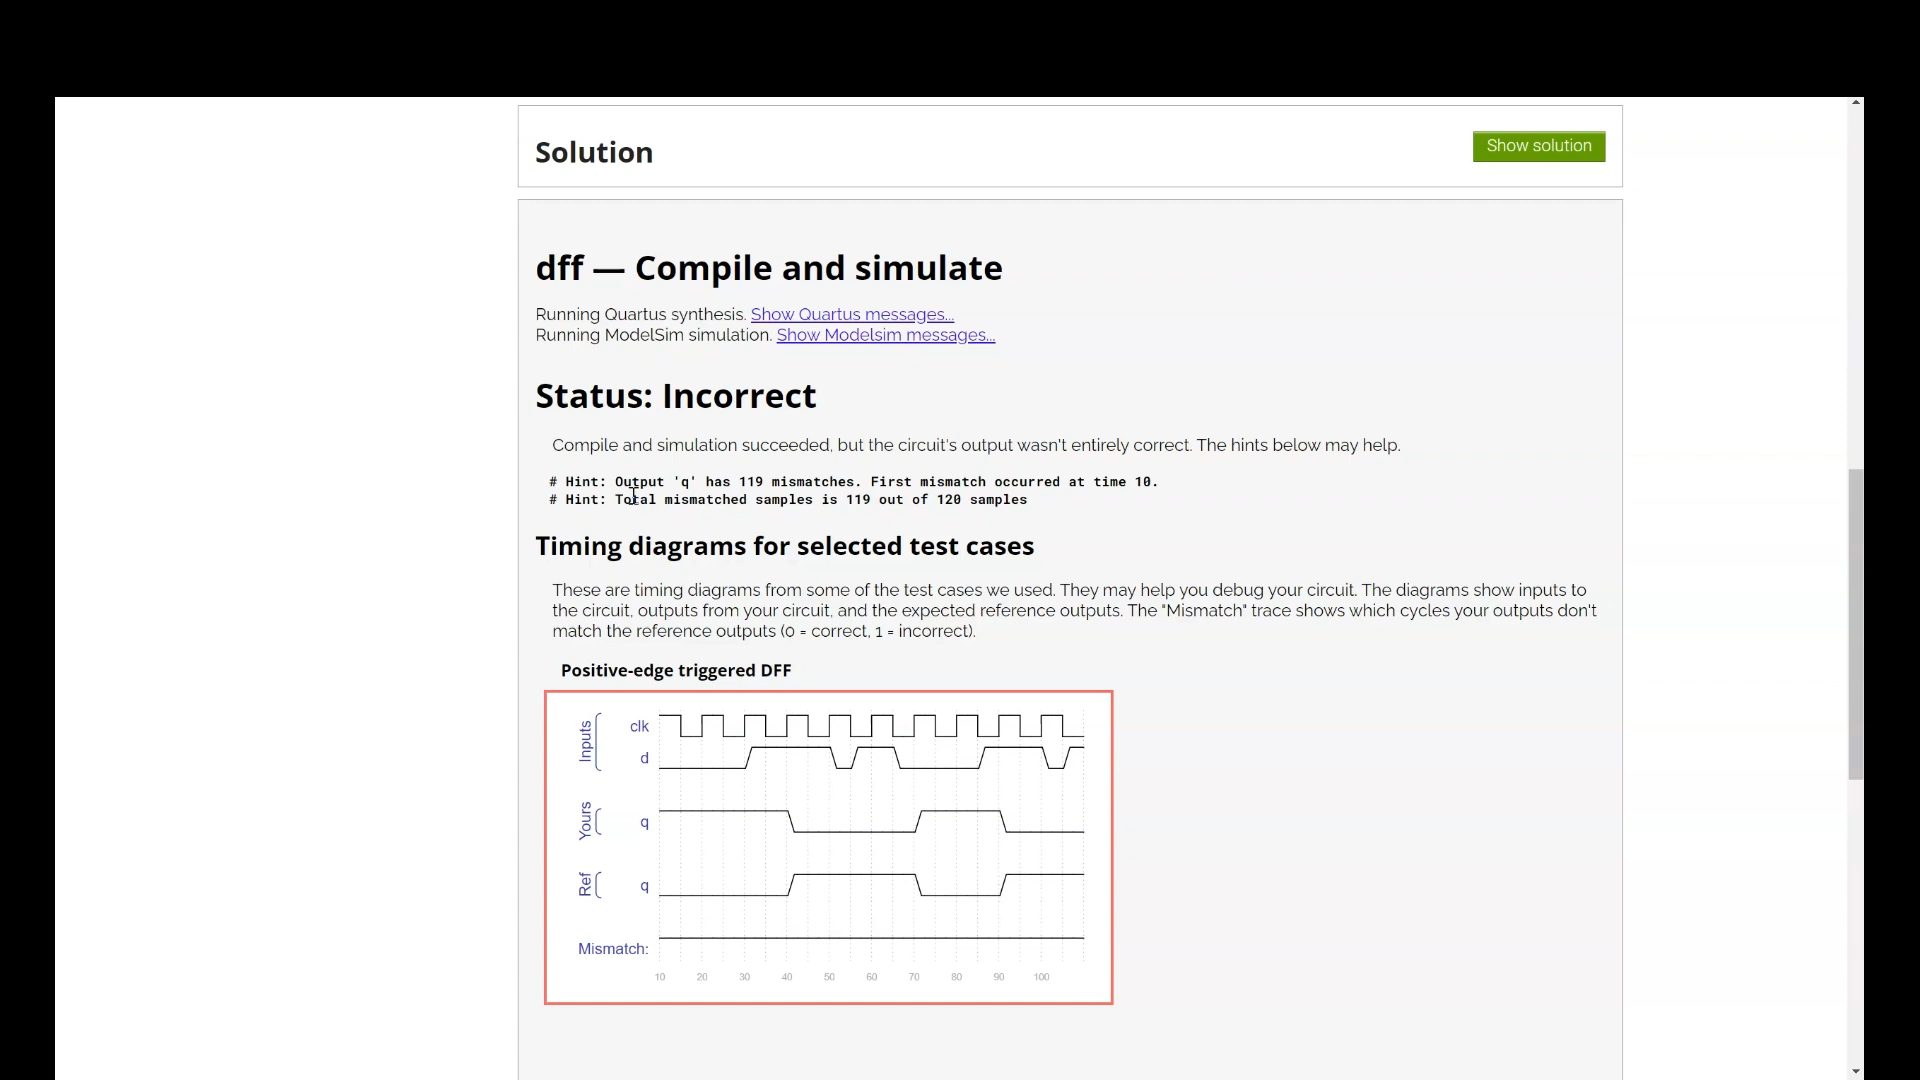 Solution
Show solution
dff — Compile and simulate
Running Quartus synthesis. Show Quartus messages...
Running ModelSim simulation. Show Modelsim messages...
Status: Incorrect
Compile and simulation succeeded, but the circuit's output wasn't entirely correct. The hints below may help.
# Hint: Output 'q' has 119 mismatches. First mismatch occurred at time 10.
# Hint: Total mismatched samples is 119 out of 120 samples
Timing diagrams for selected test cases
These are timing diagrams from some of the test cases we used. They may help you debug your circuit. The diagrams show inputs to
the circuit, outputs from your circuit, and the expected reference outputs. The "Mismatch" trace shows which cycles your outputs don't
match the reference outputs (0 = correct, 1 = incorrect).
Positive-edge triggered DFF
Inputs
clk
d
Yours
q
Ref
q
Mismatch:
10 20 30 40 50 60 70 80 90 100